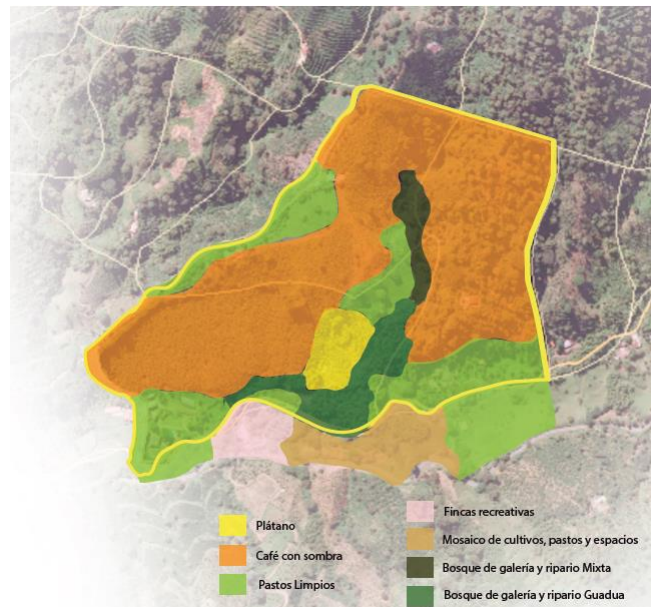 Plátano
Café con sombra
Pastos Limpios
Fincas recreativas
Mosaico de cultivos, pastos y espacios
Bosque de galería y ripario Mixta
Bosque de galería y ripario Guadua